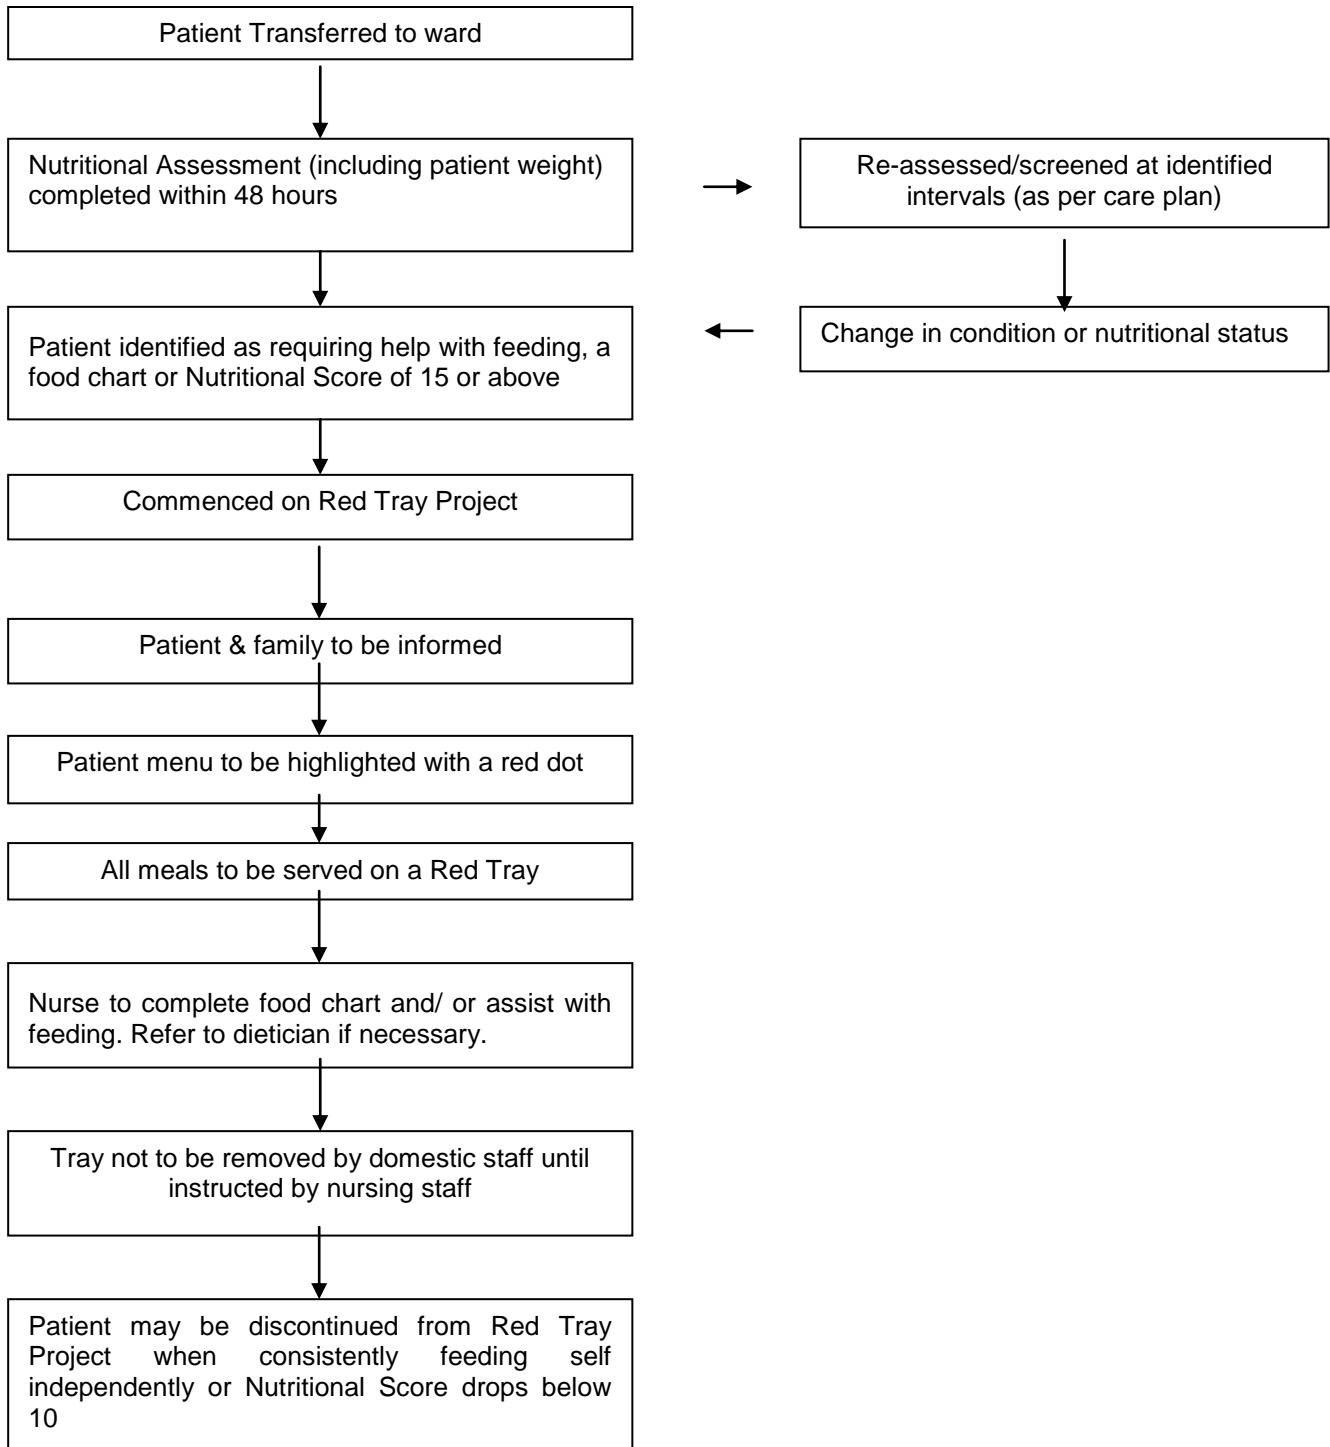 Patient Transferred to ward
Nutritional Assessment (including patient weight)
completed within 48 hours
Re-assessed/screened at identified
intervals (as per care plan)
Patient identified as requiring help with feeding, a
food chart or Nutritional Score of 15 or above
Change in condition or nutritional status
Commenced on Red Tray Project
Patient & family to be informed
Patient menu to be highlighted with a red dot
All meals to be served on a Red Tray
Nurse to complete food chart and/ or assist with
feeding. Refer to dietician if necessary.
Tray not to be removed by domestic staff until
instructed by nursing staff
Patient may be discontinued from Red Tray
Project when consistently feeding self
independently or Nutritional Score drops below
10